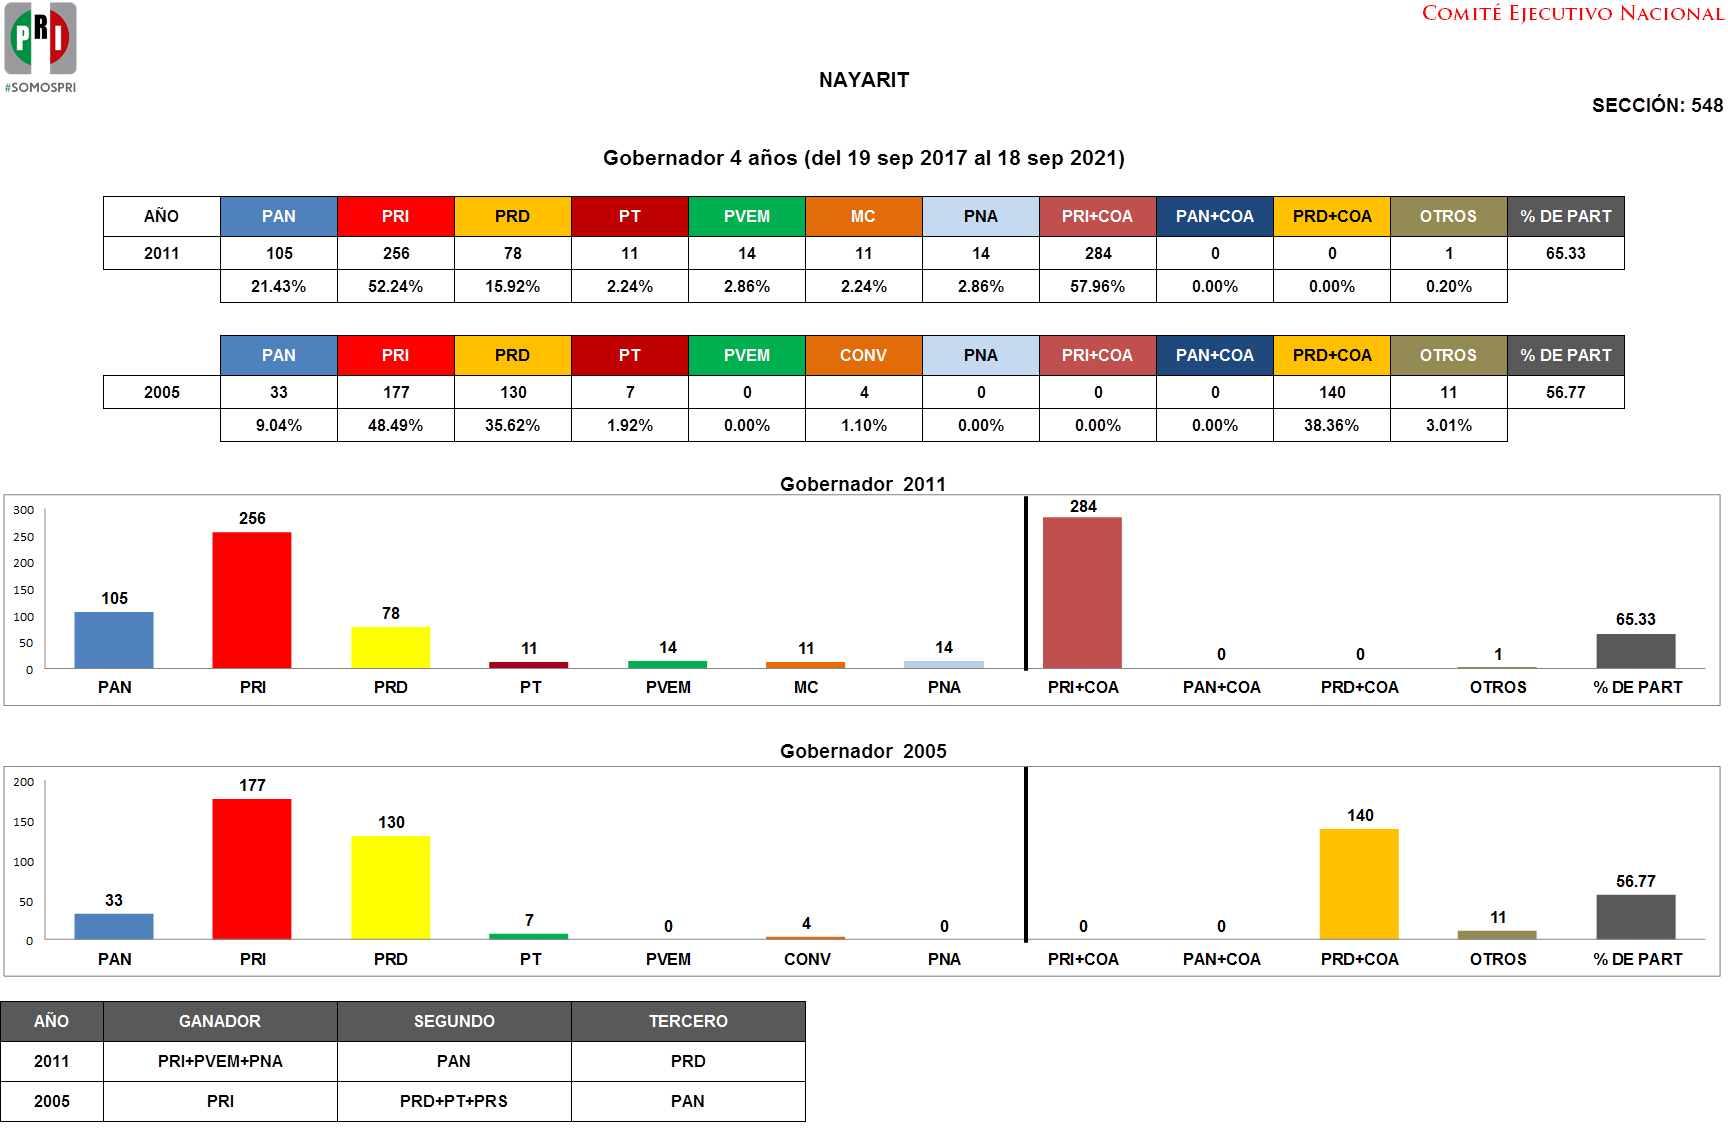 PRI
#SOMOSPRI
COMITÉ EJECUTIVO NACIONAL
NAYARIT
SECCIÓN: 548
Gobernador 4 años (del 19 sep 2017 al 18 sep 2021)
AÑO PAN PRI PRD PT PVEM MC PNA PRI+COA PAN+COA PRD+COA OTROS % DE PART
2011 105 256 78 11 14 11 14 284 0 0 1 65.33
21.43% 52.24% 15.92% 2.24% 2.86% 2.24% 2.86% 57.96% 0.00% 0.00% 0.20%
PAN PRI PRD PT PVEM CONV PNA PRI+COA PAN+COA PRD+COA OTROS % DE PART
2005 33 177 130 7 0 4 0 0 0 140 11 56.77
9.04% 48.49% 35.62% 1.92% 0.00% 1.10% 0.00% 0.00% 0.00% 38.36% 3.01%
Gobernador 2011
300
250
200
150
100
50
0
105 256 78 11 14 11 14 284 0 0 1 65.33
PAN PRI PRD PT PVEM MC PNA PRI+COA PAN+COA PRD+COA OTROS % DE PART
Gobernador 2005
200
150
100
50
0
33 177 130 7 0 4 0 0 0 140 11 56.77
PAN PRI PRD PT PVEM CONV PNA PRI+COA PAN+COA PRD+COA OTROS % DE PART
AÑO GANADOR SEGUNDO TERCERO
2011 PRI+PVEM+PNA PAN PRD
2005 PRI PRD+PT+PRS PAN